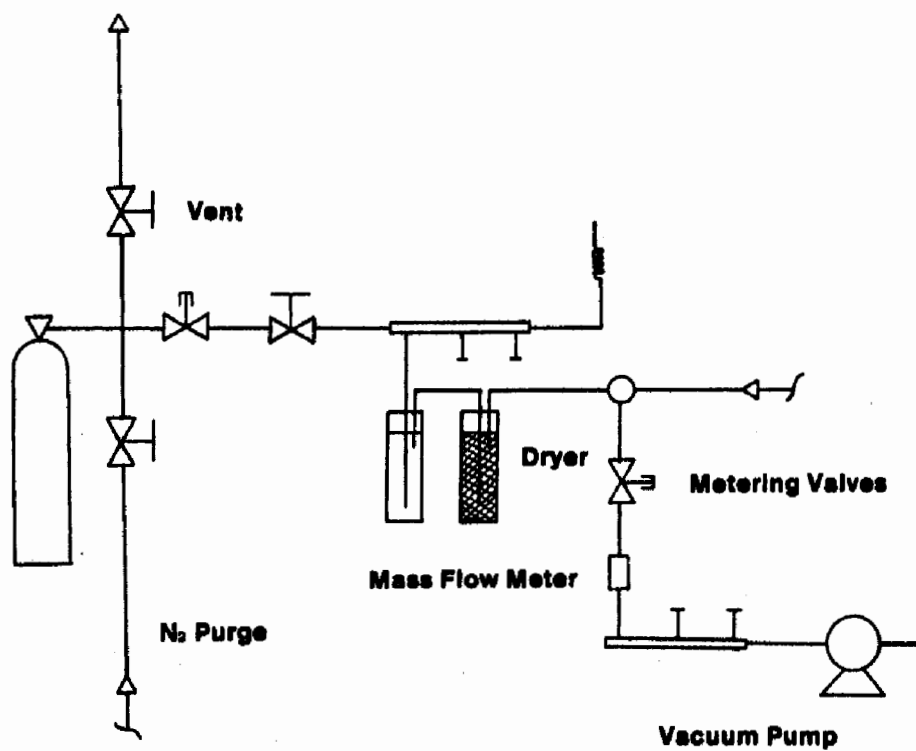 Vent
Dryer
Metering Valves
Mass Flow Meter
N₂ Purge
Vacuum Pump